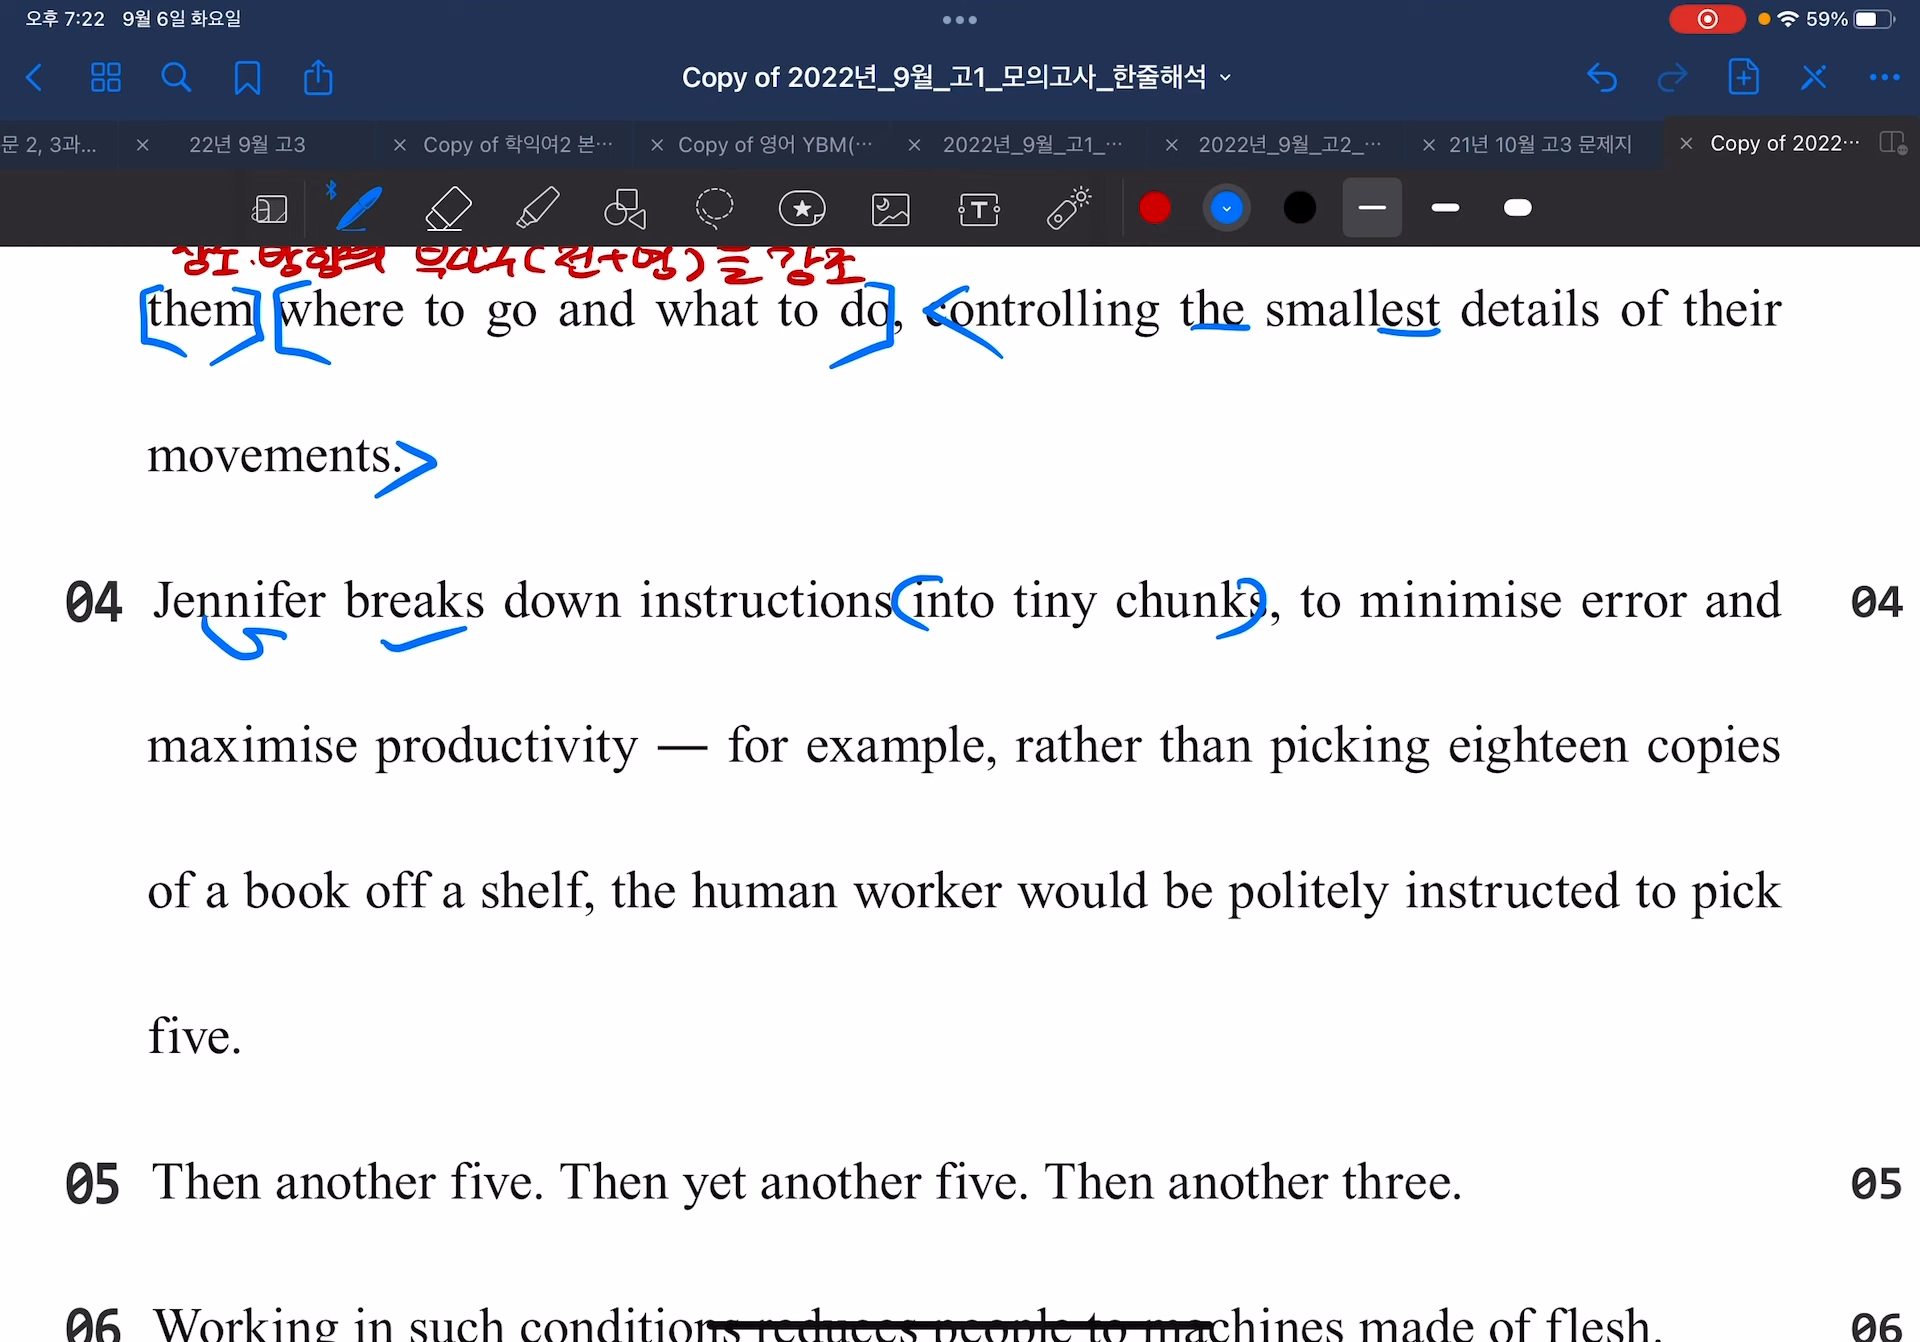 오후 7:22 9월 6일 화요일
59%
Copy of 2022년_9월_고1_모의고사_한줄해석
문 2, 3과... × 22년 9월 고3 × Copy of 학익여2 본… × Copy of 영어 YBM(… × 2022년_9월_고1_… × 2022년_9월_고2_… × 21년 10월 고3 문제지 × Copy of 2022…
(전+명)를 강조
them where to go and what to do, controlling the smallest details of their
movements.
04 Jennifer breaks down instructions into tiny chunks, to minimise error and 04
maximise productivity — for example, rather than picking eighteen copies
of a book off a shelf, the human worker would be politely instructed to pick
five.
05 Then another five. Then yet another five. Then another three. 05
06 Working in such conditions reduces people to machines made of flesh. 06